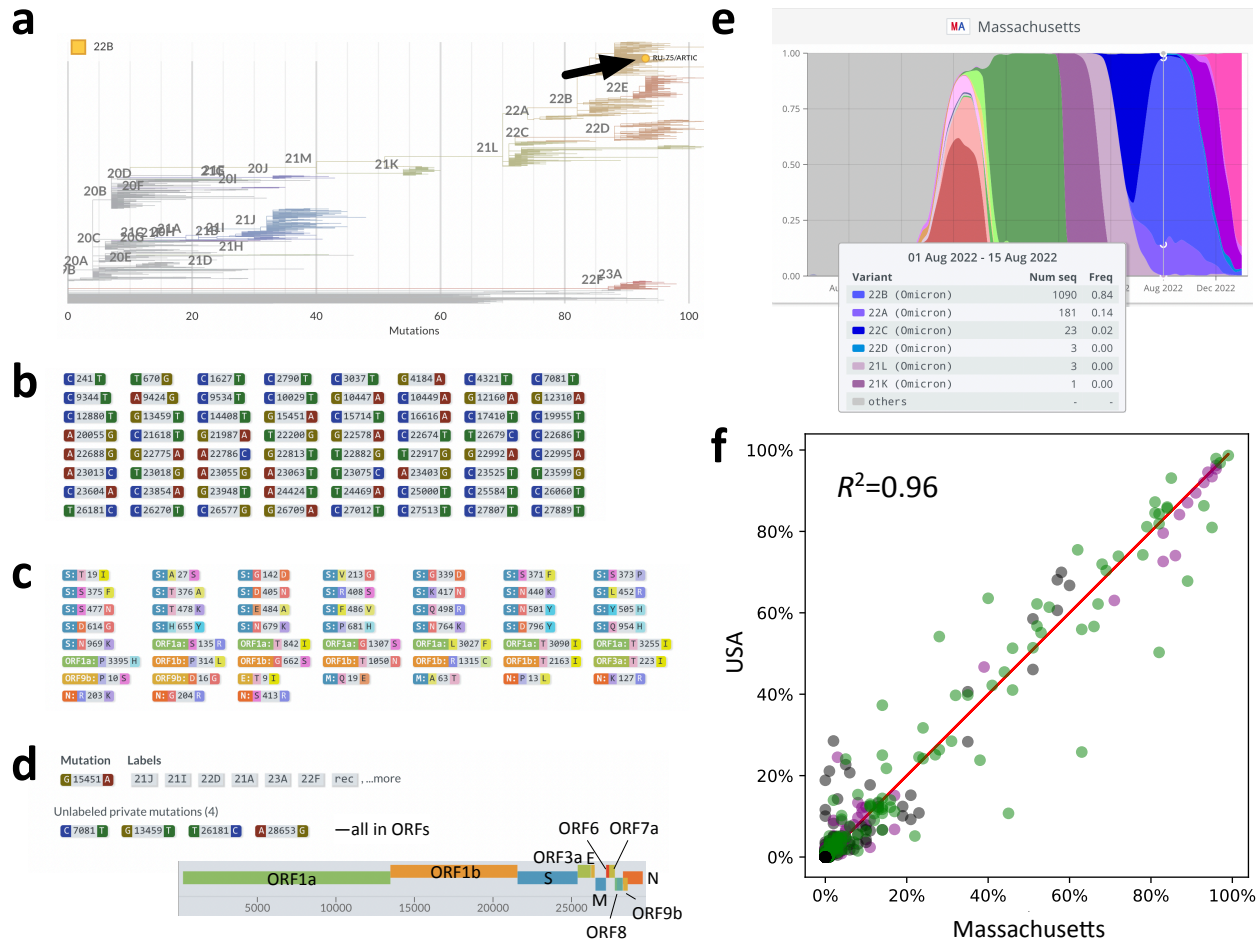 a
22B
RU-75/ARTIC
22E
22B
22A
22D
22C
21L
21M
21K
20J
20D
20I
20F
20B
21J
21I
21A
20C
20G
21H
20E
21D
20A
23A
22F
0 20 40 60 80 100
Mutations
b
C241T T670G C1627T C2790T C3037T G4184A C4321T C7081T
C9344T A9424G C9534T C10029T G10447A C10449A G12160A G12310A
C12880T G13459T C14408T G15451A C15714T C16616A C17410T C19955T
A20055G C21618T G21987A T22200G G22578A C22674T T22679C C22686T
A22688G G22775A A22786C G22813T T22882G T22917G G22992A C22995A
A23013C T23018G A23055G A23063T T23075C A23403G C23525T T23599G
C23604A C23854A G23948T A24424T T24469A C25000T C25584T C26060T
T26181C C26270T C26577G G26709A C27012T C27513T C27807T C27889T
c
S:T19I S:A27S S:G142D S:V213G S:G339D S:S371F S:S373P
S:S375F S:T376A S:D405N S:R408S S:K417N S:N440K S:L452R
S:S477N S:T478K S:E484A S:F486V S:Q498R S:N501Y S:Y505H
S:D614G S:H655Y S:N679K S:P681H S:N764K S:D796Y S:Q954H
S:N969K ORF1a:S135R ORF1a:T842I ORF1a:G1307S ORF1a:L3027F ORF1a:T3090I ORF1a:T3255I
ORF1a:P3395H ORF1b:P314L ORF1b:G662S ORF1b:T1050N ORF1b:R1315C ORF1b:T2163I ORF3a:T223I
ORF9b:P10S ORF9b:D16G E:T9I M:Q19E M:A63T N:P13L N:K127R
N:R203K N:G204R N:S413R
d
Mutation Labels
G15451A 21J 21I 22D 21A 23A 22F rec , ...more
Unlabeled private mutations (4)
C7081T G13459T T26181C A28653G —all in ORFs
ORF6 ORF7a
ORF3a E
ORF1a ORF1b S N
M
ORF9b
ORF8
5000 10000 15000 20000 25000
e
MA Massachusetts
1.00
0.75
0.50
0.25
0.00
Aug 2022 Dec 2022
01 Aug 2022 - 15 Aug 2022
Variant Num seq Freq
22B (Omicron) 1090 0.84
22A (Omicron) 181 0.14
22C (Omicron) 23 0.02
22D (Omicron) 3 0.00
21L (Omicron) 3 0.00
21K (Omicron) 1 0.00
others - -
f
R²=0.96
100%
80%
60%
40%
20%
0%
USA
0% 20% 40% 60% 80% 100%
Massachusetts